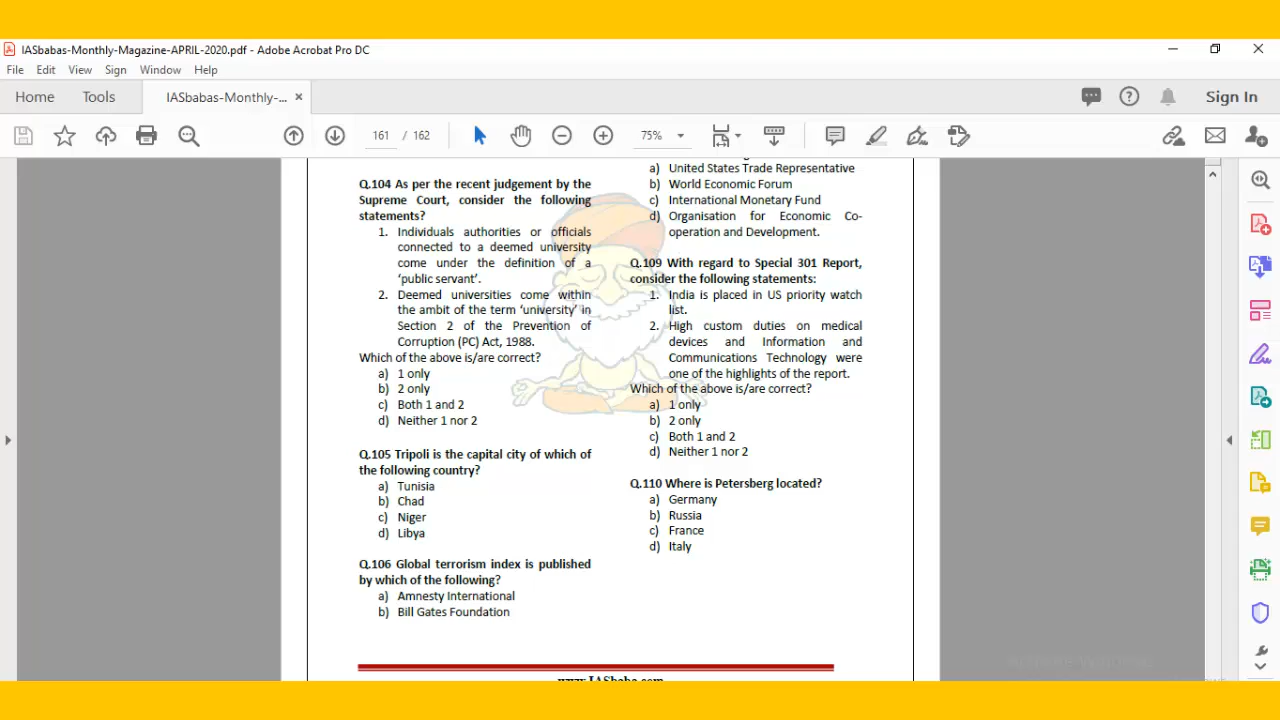 IASbabas-Monthly-Magazine-APRIL-2020.pdf - Adobe Acrobat Pro DC
File Edit View Sign Window Help
Home Tools IASbabas-Monthly-... × Sign In
161 / 162 75%
Q.104 As per the recent judgement by the
Supreme Court, consider the following
statements?
1. Individuals authorities or officials
connected to a deemed university
come under the definition of a
‘public servant’.
2. Deemed universities come within
the ambit of the term ‘university’ in
Section 2 of the Prevention of
Corruption (PC) Act, 1988.
Which of the above is/are correct?
a) 1 only
b) 2 only
c) Both 1 and 2
d) Neither 1 nor 2
Q.105 Tripoli is the capital city of which of
the following country?
a) Tunisia
b) Chad
c) Niger
d) Libya
Q.106 Global terrorism index is published
by which of the following?
a) Amnesty International
b) Bill Gates Foundation
a) United States Trade Representative
b) World Economic Forum
c) International Monetary Fund
d) Organisation for Economic Co-
operation and Development.
Q.109 With regard to Special 301 Report,
consider the following statements:
1. India is placed in US priority watch
list.
2. High custom duties on medical
devices and Information and
Communications Technology were
one of the highlights of the report.
Which of the above is/are correct?
a) 1 only
b) 2 only
c) Both 1 and 2
d) Neither 1 nor 2
Q.110 Where is Petersberg located?
a) Germany
b) Russia
c) France
d) Italy
www.IASbaba.com